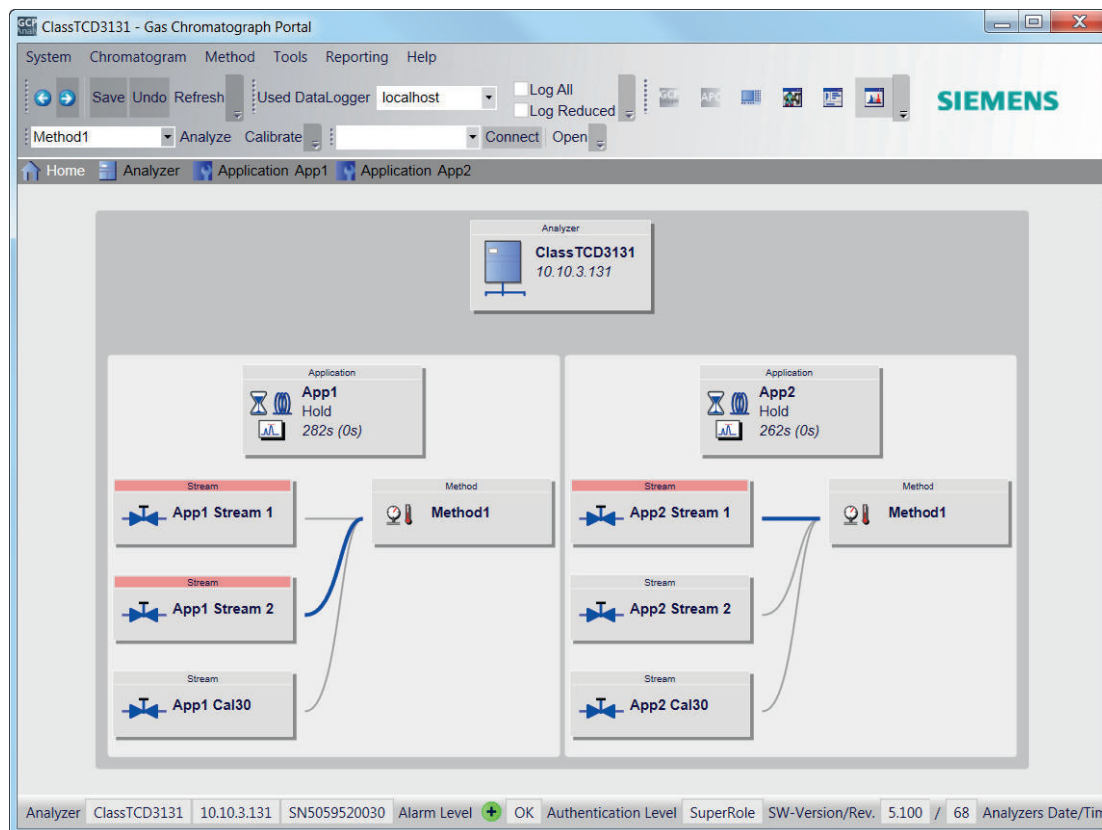 ClassTCD3131 - Gas Chromatograph Portal
System Chromatogram Method Tools Reporting Help
Save Undo Refresh Used DataLogger localhost Log All
Log Reduced
SIEMENS
Method1 Analyze Calibrate Connect Open
Home Analyzer Application App1 Application App2
Analyzer
ClassTCD3131
10.10.3.131
Application
App1
Hold
282s (0s)
Stream
App1 Stream 1
Method
Method1
Stream
App1 Stream 2
Stream
App1 Cal30
Application
App2
Hold
262s (0s)
Stream
App2 Stream 1
Method
Method1
Stream
App2 Stream 2
Stream
App2 Cal30
Analyzer ClassTCD3131 10.10.3.131 SN5059520030 Alarm Level OK Authentication Level SuperRole SW-Version/Rev. 5.100 / 68 Analyzers Date/Tim